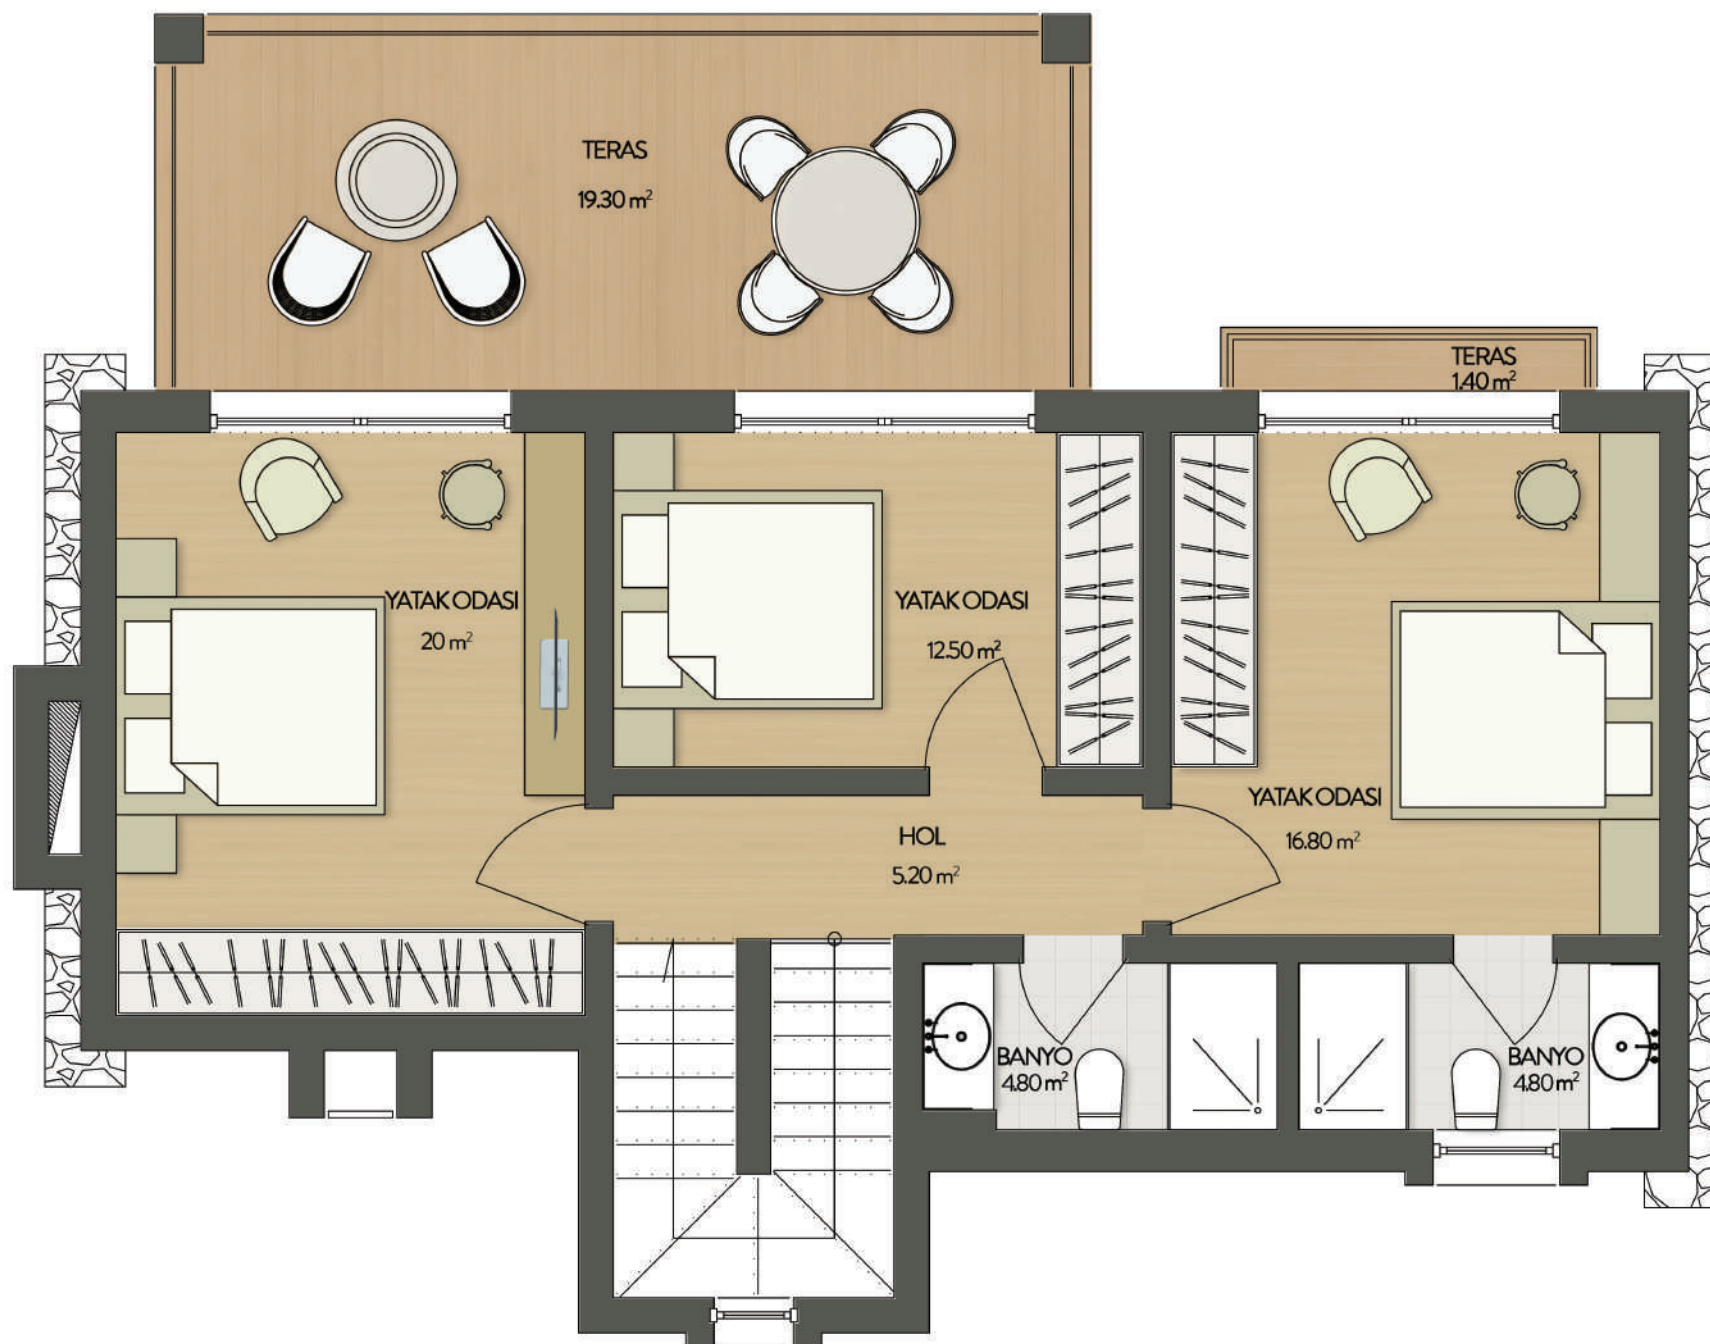 TERAS
19.30 m²
TERAS
1.40 m²
YATAK ODASI
20 m²
YATAK ODASI
12.50 m²
YATAK ODASI
16.80 m²
HOL
5.20 m²
BANYO
4.80 m²
BANYO
4.80 m²